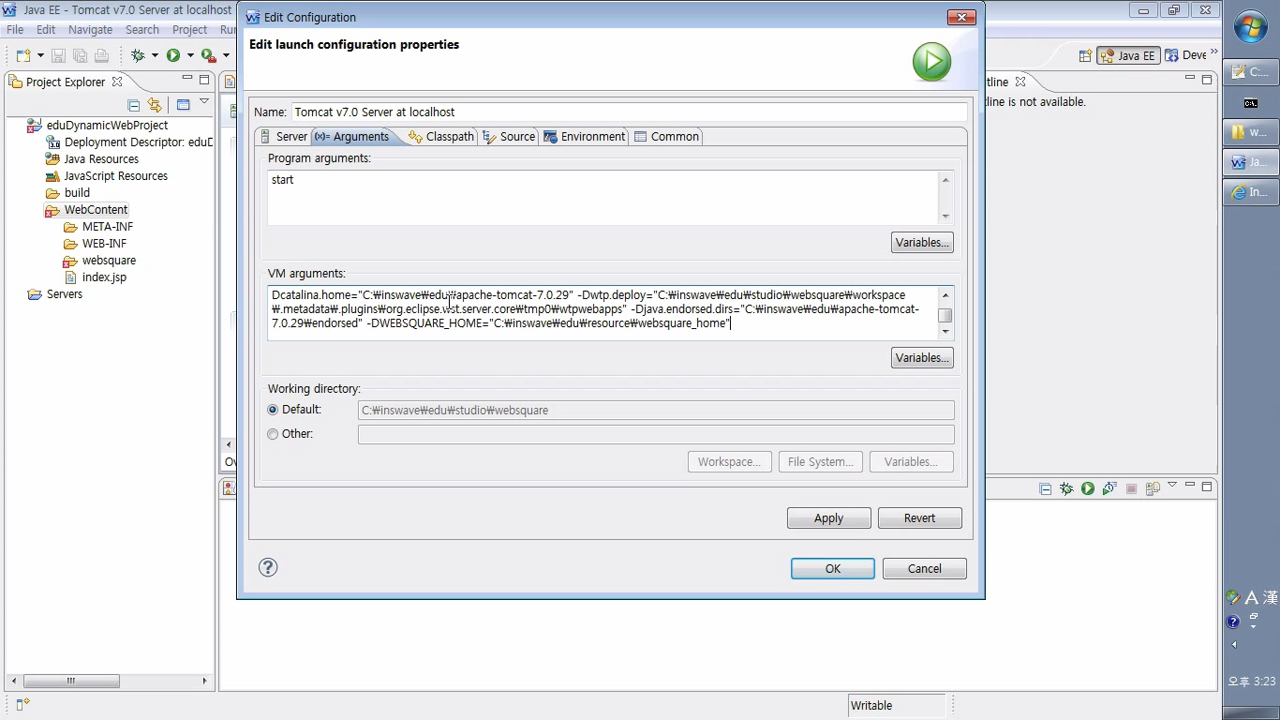 Java EE - Tomcat v7.0 Server at localhost
File Edit Navigate Search Project
Project Explorer
eduDynamicWebProject
Deployment Descriptor: eduD
Java Resources
JavaScript Resources
build
WebContent
META-INF
WEB-INF
websquare
index.jsp
Servers
Edit Configuration
Edit launch configuration properties
Name: Tomcat v7.0 Server at localhost
Server (x)= Arguments Classpath Source Environment Common
Program arguments:
start
Variables...
VM arguments:
Dcatalina.home="C:₩inswave₩edu₩apache-tomcat-7.0.29" -Dwtp.deploy="C:₩inswave₩edu₩studio₩websquare₩workspace
₩.metadata₩.plugins₩org.eclipse.wst.server.core₩tmp0₩wtpwebapps" -Djava.endorsed.dirs="C:₩inswave₩edu₩apache-tomcat-
7.0.29₩endorsed" -DWEBSQUARE_HOME="C:₩inswave₩edu₩resource₩websquare_home"
Variables...
Working directory:
Default: C:₩inswave₩edu₩studio₩websquare
Other:
Workspace... File System... Variables...
Apply Revert
OK Cancel
Java EE Deve
tline
line is not available.
Writable
C:...
w...
Ja...
In...
A 漢
오후 3:23